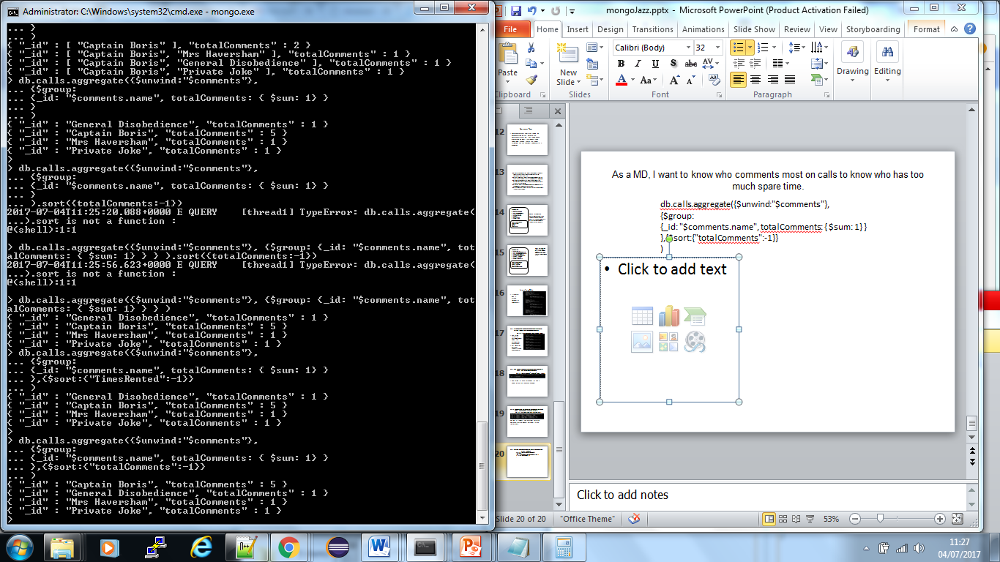 Administrator: C:\Windows\system32\cmd.exe - mongo.exe
... }
... )
{ "_id" : [ "Captain Boris" ], "totalComments" : 2 }
{ "_id" : [ "Captain Boris", "Mrs Haversham" ], "totalComments" : 1 }
{ "_id" : [ "Captain Boris", "General Disobedience" ], "totalComments" : 1 }
{ "_id" : [ "Captain Boris", "Private Joke" ], "totalComments" : 1 }
> db.calls.aggregate({$unwind:"$comments"},
... {$group:
... {_id: "$comments.name", totalComments: { $sum: 1} }
... }
... )
{ "_id" : "General Disobedience", "totalComments" : 1 }
{ "_id" : "Captain Boris", "totalComments" : 5 }
{ "_id" : "Mrs Haversham", "totalComments" : 1 }
{ "_id" : "Private Joke", "totalComments" : 1 }
>
> db.calls.aggregate({$unwind:"$comments"},
... {$group:
... {_id: "$comments.name", totalComments: { $sum: 1} }
... }
... ).sort({totalComments:-1})
2017-07-04T11:25:20.088+0000 E QUERY    [thread1] TypeError: db.calls.aggregate(
...).sort is not a function :
@(shell):1:1

> db.calls.aggregate({$unwind:"$comments"}, {$group: {_id: "$comments.name", tot
alComments: { $sum: 1} } } ).sort({totalComments:-1})
2017-07-04T11:25:56.623+0000 E QUERY    [thread1] TypeError: db.calls.aggregate(
...).sort is not a function :
@(shell):1:1

> db.calls.aggregate({$unwind:"$comments"}, {$group: {_id: "$comments.name", tot
alComments: { $sum: 1} } } )
{ "_id" : "General Disobedience", "totalComments" : 1 }
{ "_id" : "Captain Boris", "totalComments" : 5 }
{ "_id" : "Mrs Haversham", "totalComments" : 1 }
{ "_id" : "Private Joke", "totalComments" : 1 }
> db.calls.aggregate({$unwind:"$comments"},
... {$group:
... {_id: "$comments.name", totalComments: { $sum: 1} }
... },{$sort:{"TimesRented":-1}}
... )
{ "_id" : "General Disobedience", "totalComments" : 1 }
{ "_id" : "Captain Boris", "totalComments" : 5 }
{ "_id" : "Mrs Haversham", "totalComments" : 1 }
{ "_id" : "Private Joke", "totalComments" : 1 }
>
> db.calls.aggregate({$unwind:"$comments"},
... {$group:
... {_id: "$comments.name", totalComments: { $sum: 1} }
... },{$sort:{"totalComments":-1}}
... )
{ "_id" : "Captain Boris", "totalComments" : 5 }
{ "_id" : "General Disobedience", "totalComments" : 1 }
{ "_id" : "Mrs Haversham", "totalComments" : 1 }
{ "_id" : "Private Joke", "totalComments" : 1 }
>
mongoJazz.pptx - Microsoft PowerPoint (Product Activation Failed)
File Home Insert Design Transitions Animations Slide Show Review View Storyboarding Format
Calibri (Body) 32
Paste New Slide Drawing Editing
Clipboard Slides Font Paragraph
12
13
14
15
16
17
18
19
20
As a MD, I want to know who comments most on calls to know who has too
much spare time.
db.calls.aggregate({$unwind:"$comments"},
{$group:
{_id: "$comments.name", totalComments: { $sum: 1} }
},{$sort:{"totalComments":-1}}
)
• Click to add text
Click to add notes
Slide 20 of 20 "Office Theme" 53%
11:27
04/07/2017